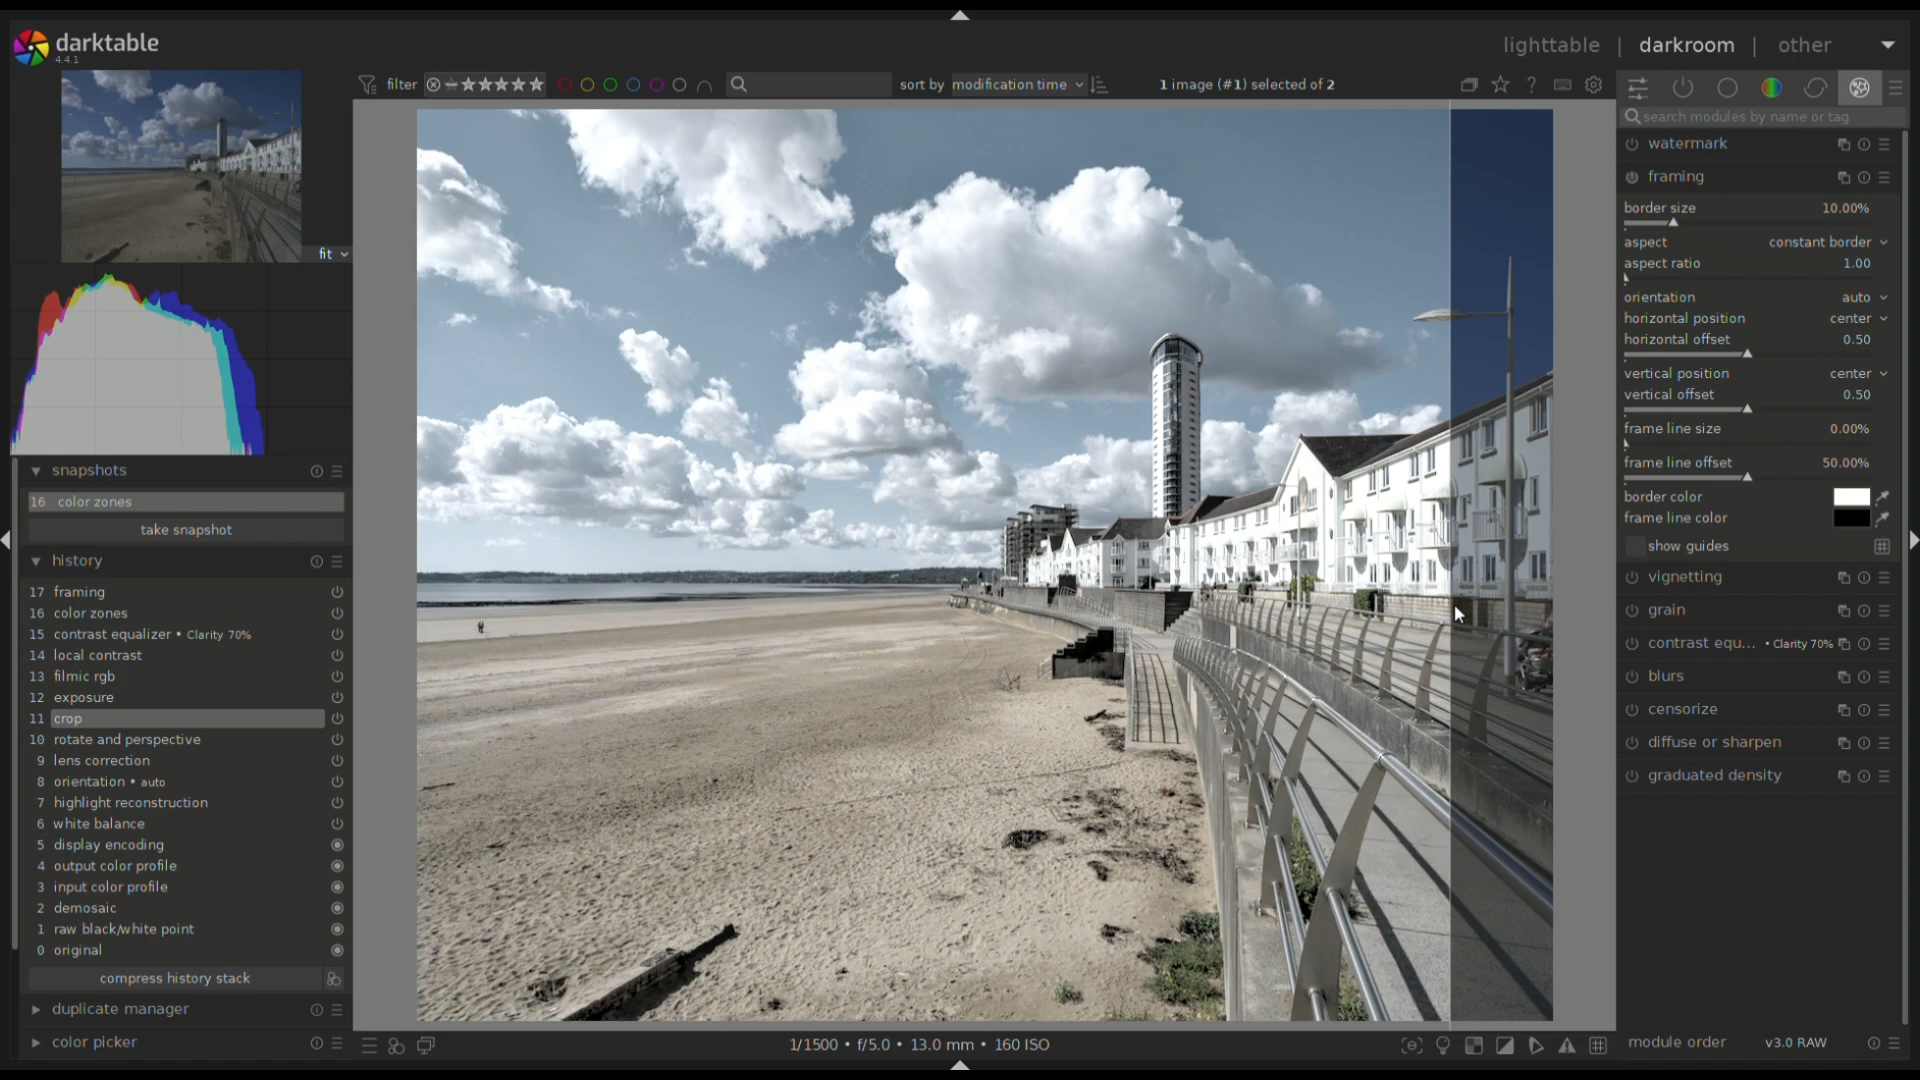 darktable
4.4.1
lighttable | darkroom | other
filter
sort by modification time
1 image (#1) selected of 2
?
fit
search modules by name or tag
watermark
framing
border size 10.00%
aspect constant border
aspect ratio 1.00
orientation auto
horizontal position center
horizontal offset 0.50
vertical position center
vertical offset 0.50
frame line size 0.00%
frame line offset 50.00%
border color
frame line color
show guides
vignetting
grain
contrast equ... • Clarity 70%
blurs
censorize
diffuse or sharpen
graduated density
module order v3.0 RAW
snapshots
16 color zones
take snapshot
history
17 framing
16 color zones
15 contrast equalizer • Clarity 70%
14 local contrast
13 filmic rgb
12 exposure
11 crop
10 rotate and perspective
9 lens correction
8 orientation • auto
7 highlight reconstruction
6 white balance
5 display encoding
4 output color profile
3 input color profile
2 demosaic
1 raw black/white point
0 original
compress history stack
duplicate manager
color picker
1/1500 • f/5.0 • 13.0 mm • 160 ISO